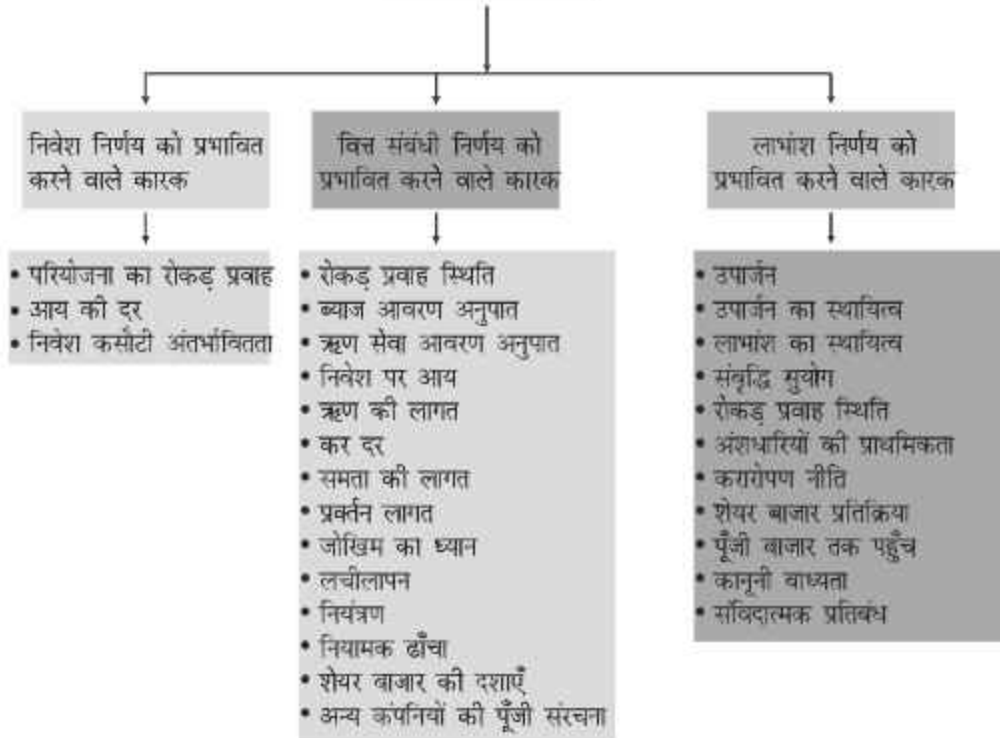 निवेश निर्णय को प्रभावित
करने वाले कारक
• परियोजना का रोकड़ प्रवाह
• आय की दर
• निवेश कसौटी अंतर्भावितता
वित्त संबंधी निर्णय को
प्रभावित करने वाले कारक
• रोकड़ प्रवाह स्थिति
• ब्याज आवरण अनुपात
• ऋण सेवा आवरण अनुपात
• निवेश पर आय
• ऋण की लागत
• कर दर
• समता की लागत
• प्रवर्तन लागत
• जोखिम का ध्यान
• लचीलापन
• नियंत्रण
• नियामक ढाँचा
• शेयर बाजार की दशाएँ
• अन्य कंपनियों की पूँजी संरचना
लाभांश निर्णय को
प्रभावित करने वाले कारक
• उपार्जन
• उपार्जन का स्थायित्व
• लाभांश का स्थायित्व
• संवृद्धि सुयोग
• रोकड़ प्रवाह स्थिति
• अंशधारियों की प्राथमिकता
• करारोपण नीति
• शेयर बाजार प्रतिक्रिया
• पूँजी बाजार तक पहुँच
• कानूनी बाध्यता
• संविदात्मक प्रतिबंध